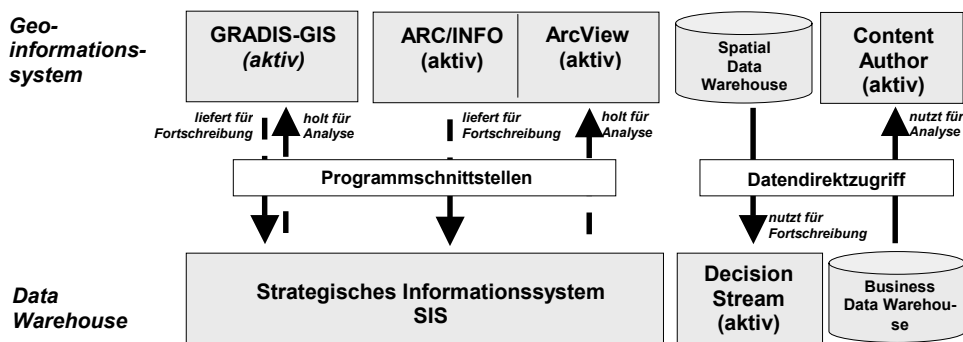 Geo-
informations-
system
GRADIS-GIS
(aktiv)
ARC/INFO
(aktiv)
ArcView
(aktiv)
Spatial
Data
Warehouse
Content
Author
(aktiv)
liefert für
Fortschreibung
holt für
Analyse
liefert für
Fortschreibung
holt für
Analyse
nutzt für
Analyse
Programmschnittstellen
Datendirektzugriff
nutzt für
Fortschreibung
Data
Warehouse
Strategisches Informationssystem
SIS
Decision
Stream
(aktiv)
Business
Data Warehou-
se